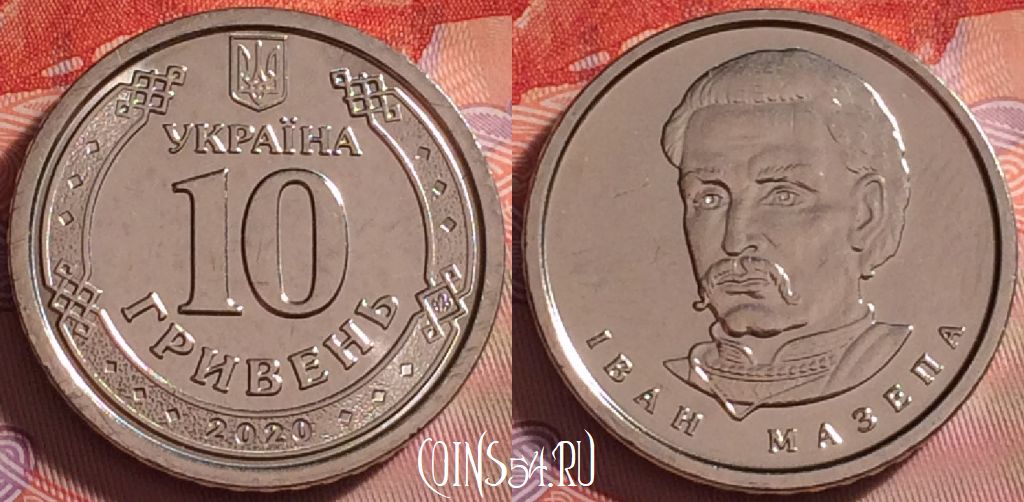 УКРАЇНА
10
ГРИВЕНЬ
2020
ІВАН МАЗЕПА
COINS54.RU